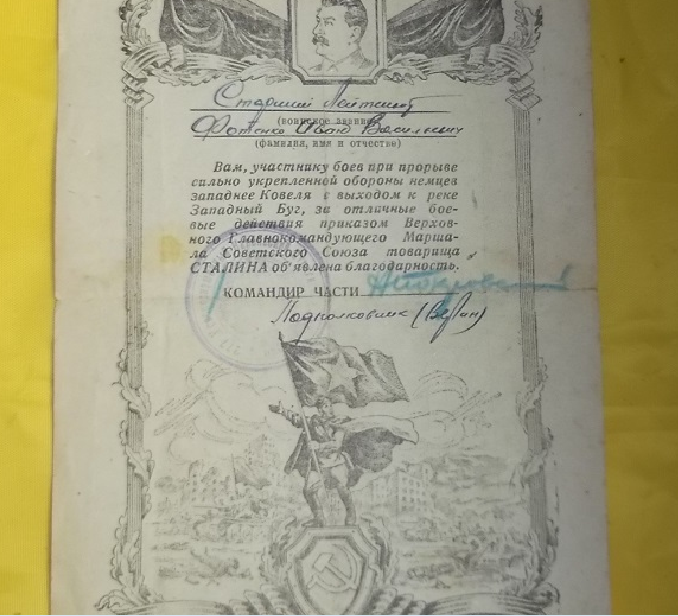 Старший Лейтенант
(воинское звание)
Иван Васильевич
(фамилия, имя и отчество)
Вам, участнику боев при прорыве
сильно укрепленной обороны немцев
западнее Ковеля с выходом к реке
Западный Буг, за отличные бое-
вые действия приказом Верхов-
ного Главнокомандующего Марша-
ла Советского Союза товарища
СТАЛИНА об'явлена благодарность.
КОМАНДИР ЧАСТИ
Подполковник